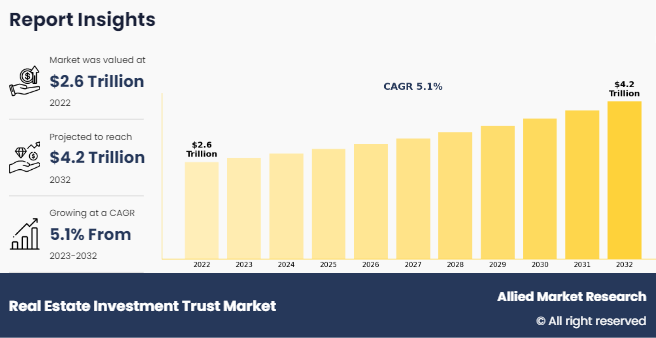 Report Insights
Market was valued at
$2.6 Trillion
2022
Projected to reach
$4.2 Trillion
2032
Growing at a CAGR
5.1% From
2023-2032
CAGR 5.1%
$2.6
Trillion
$4.2
Trillion
2022 2023 2024 2025 2026 2027 2028 2029 2030 2031 2032
Real Estate Investment Trust Market
Allied Market Research
© All right reserved